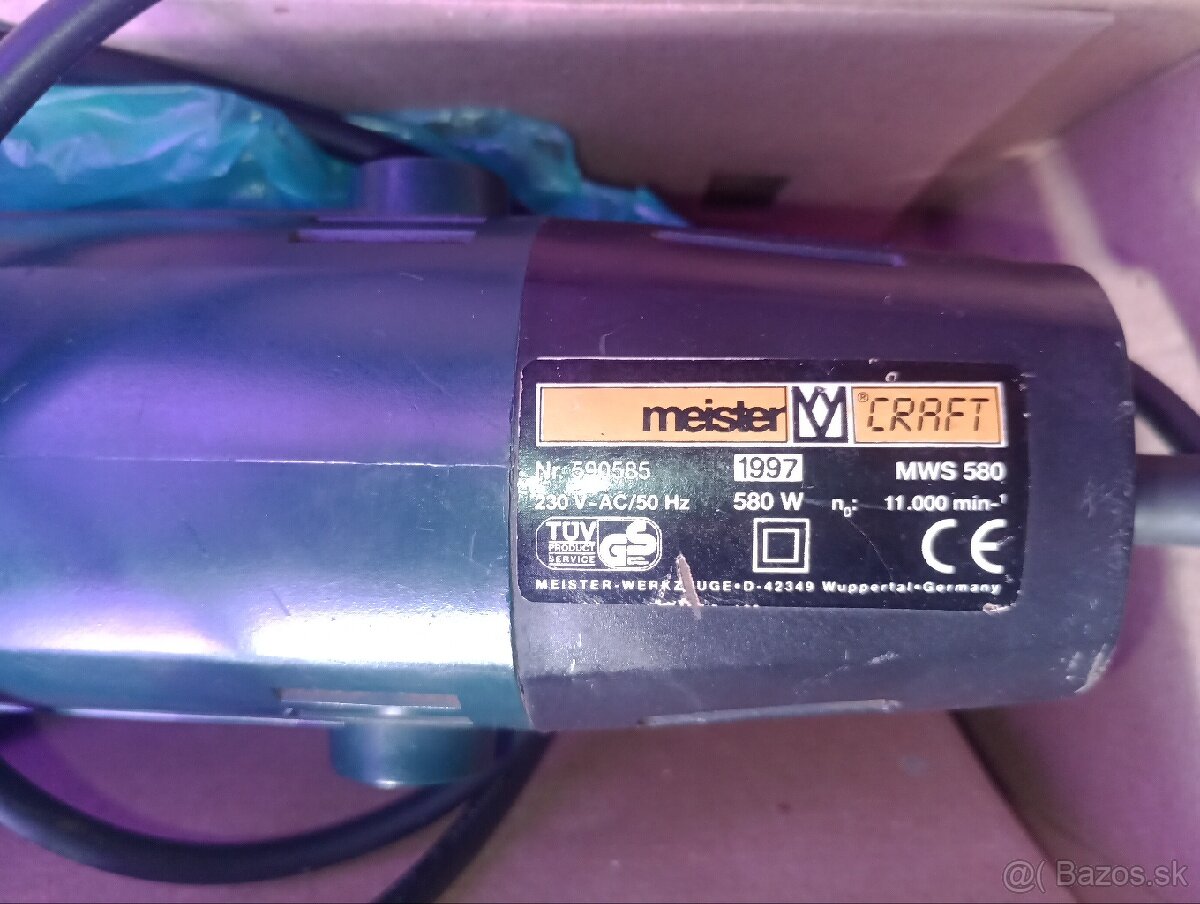 meister ® CRAFT
Nr. 590585 1997 MWS 580
230 V~AC/50 Hz 580 W n₀: 11.000 min-¹
TÜV
PRODUCT
SERVICE
GS
CE
MEISTER-WERKZEUGE•D-42349 Wuppertal•Germany
@( Bazos.sk